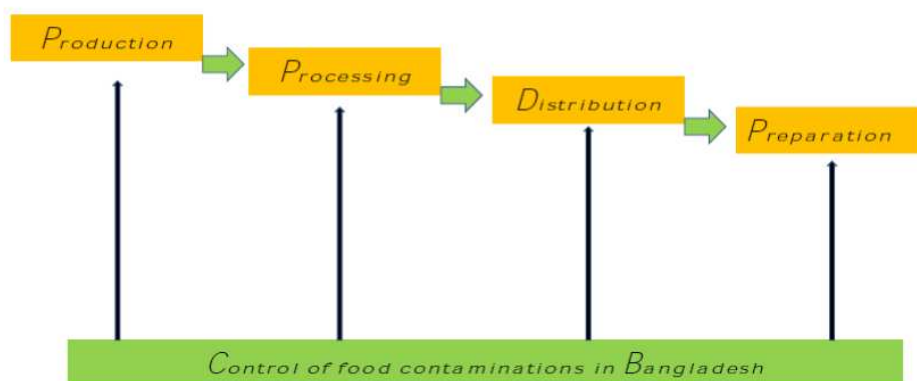 Production
Processing
Distribution
Preparation
Control of food contaminations in Bangladesh